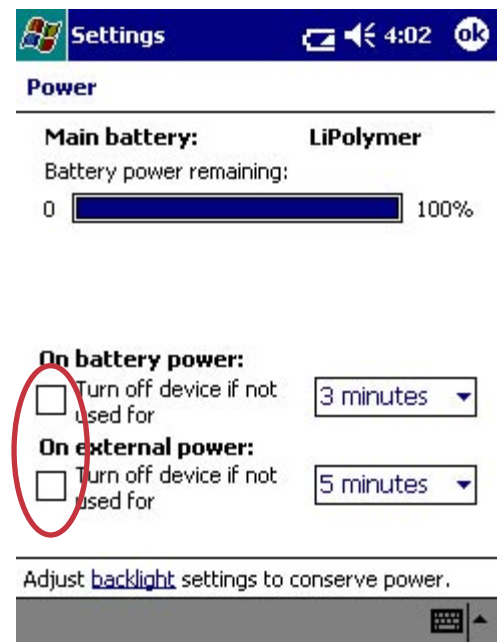 Settings 4:02 ok
Power
Main battery: LiPolymer
Battery power remaining:
0 100%
On battery power:
Turn off device if not
used for
3 minutes
On external power:
Turn off device if not
used for
5 minutes
Adjust backlight settings to conserve power.